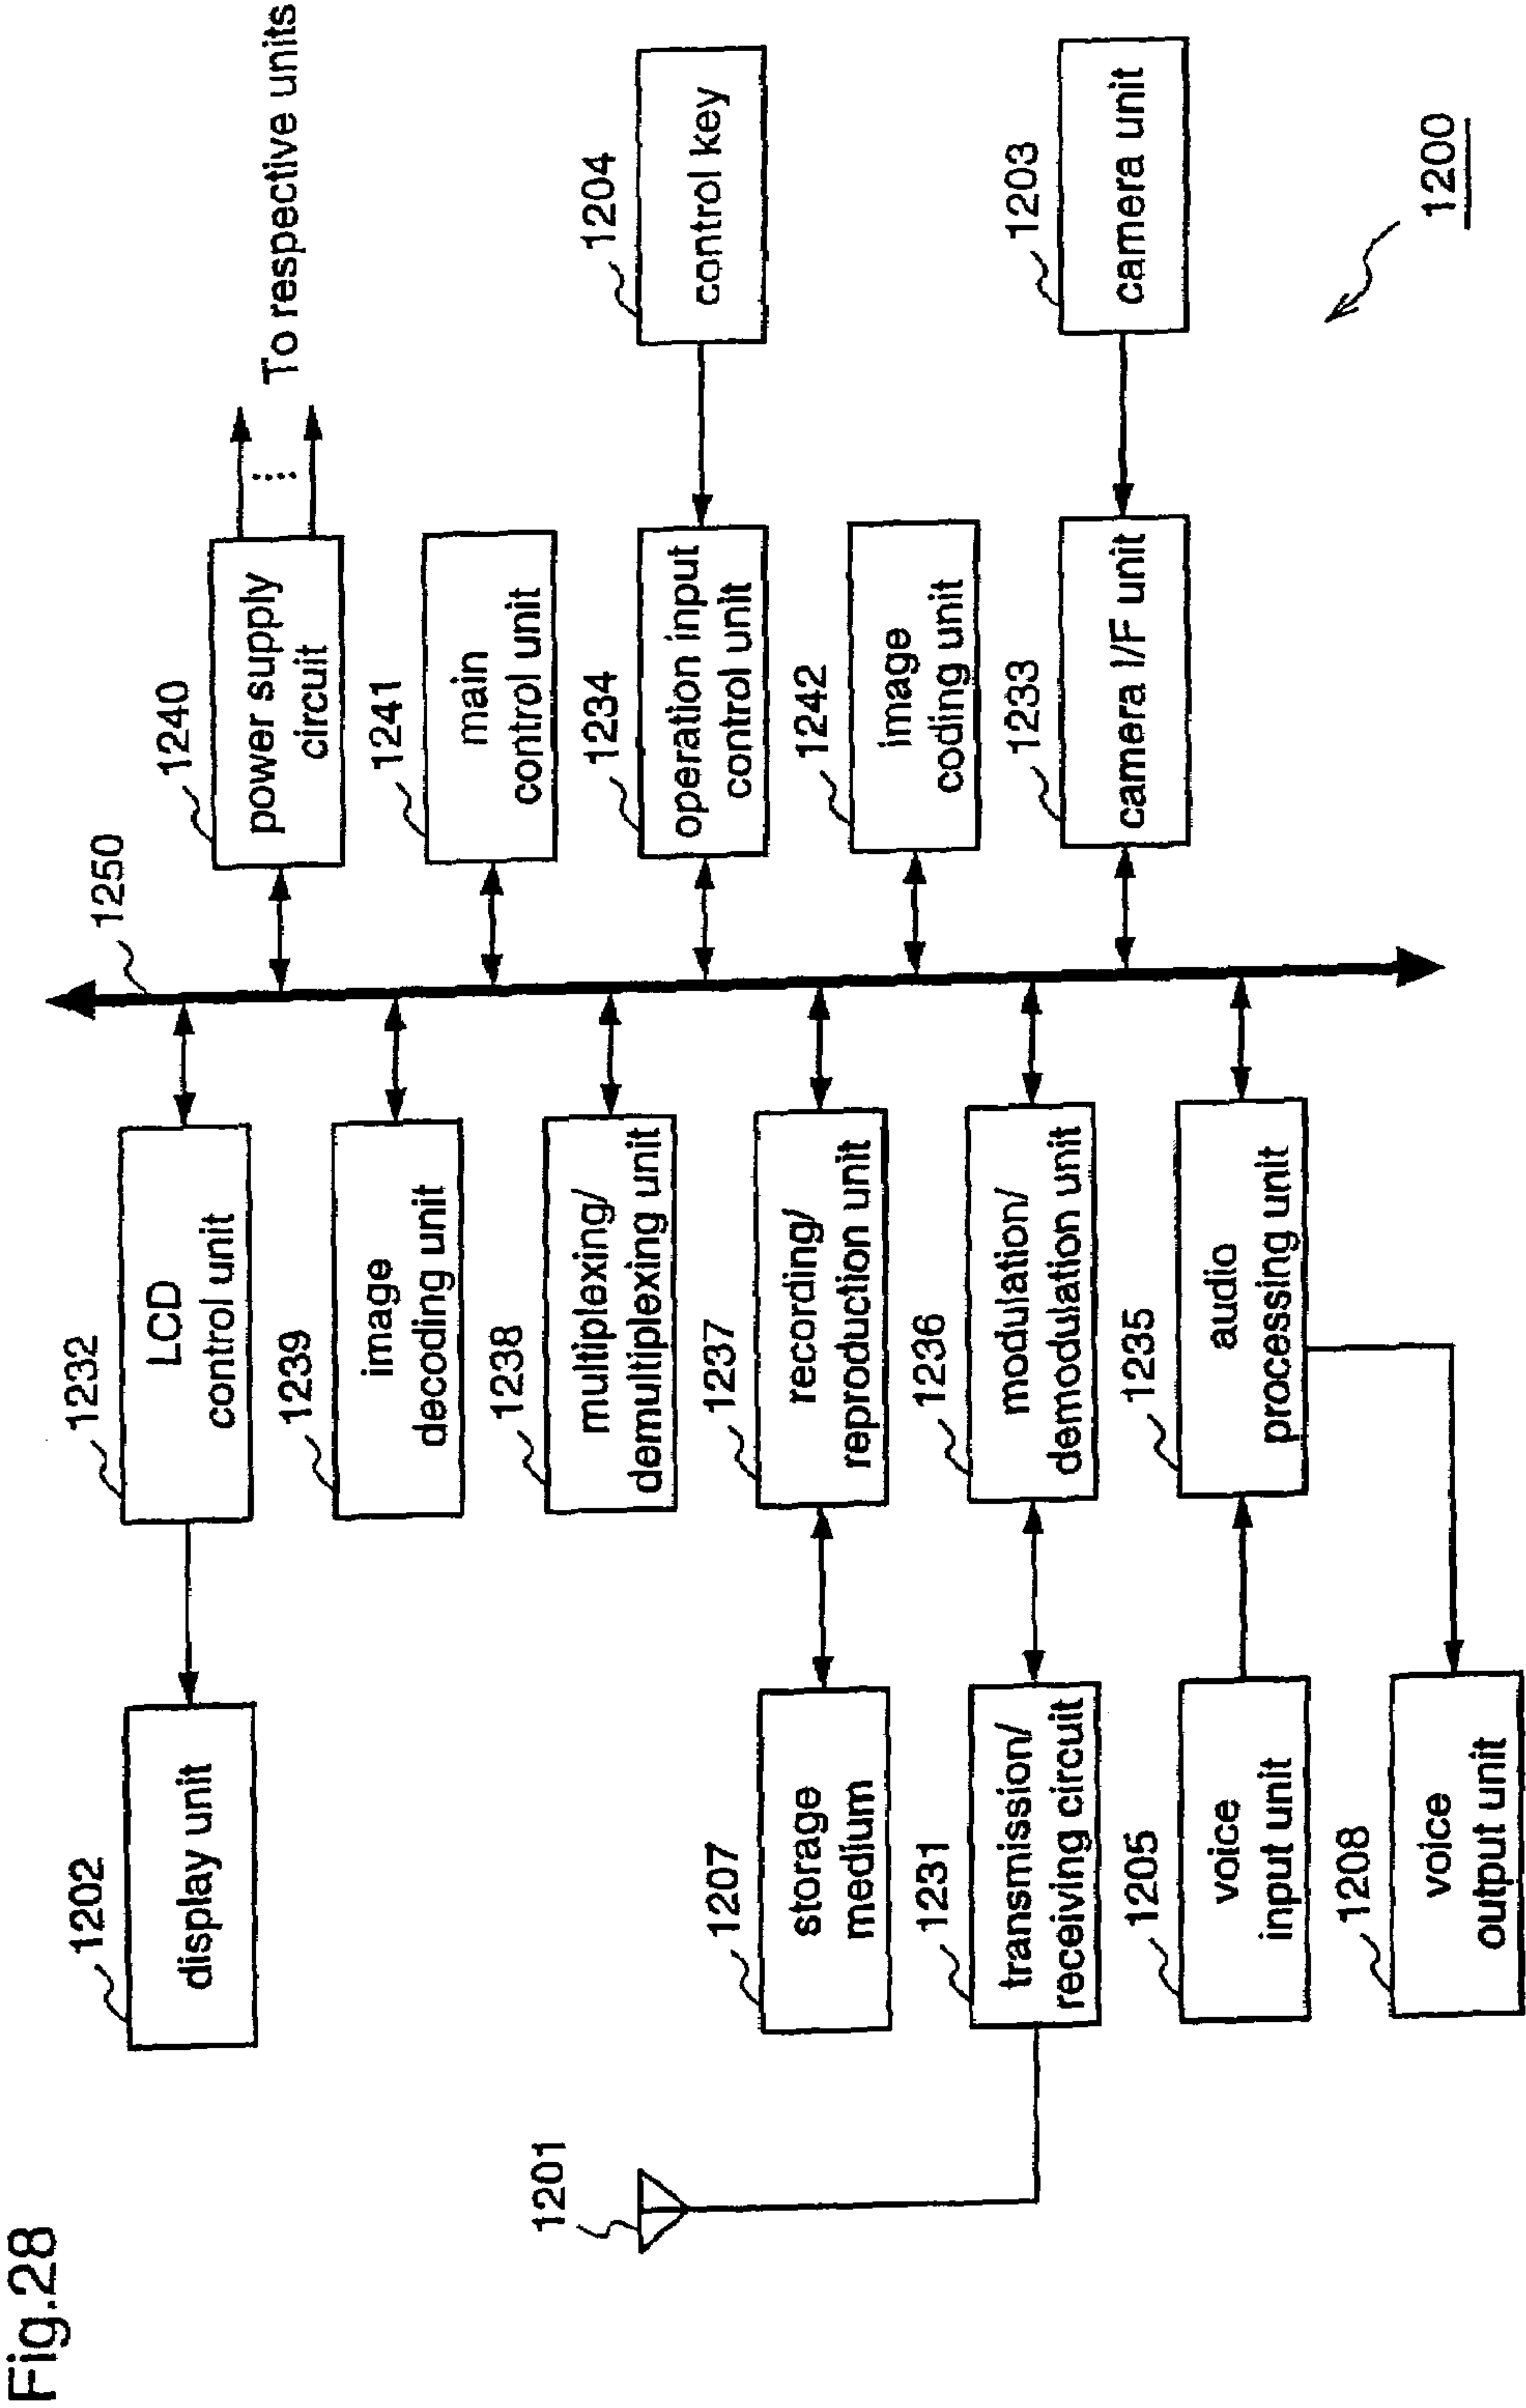 Fig.28
1202
display unit
1232
LCD
control unit
1239
image
decoding unit
1238
multiplexing/
demultiplexing unit
1207
storage
medium
1237
recording/
reproduction unit
1201
1231
transmission/
receiving circuit
1236
modulation/
demodulation unit
1205
voice
input unit
1235
audio
processing unit
1208
voice
output unit
1250
1240
power supply
circuit
To respective units
1241
main
control unit
1234
operation input
control unit
1204
control key
1242
image
coding unit
1233
camera I/F unit
1203
camera unit
1200